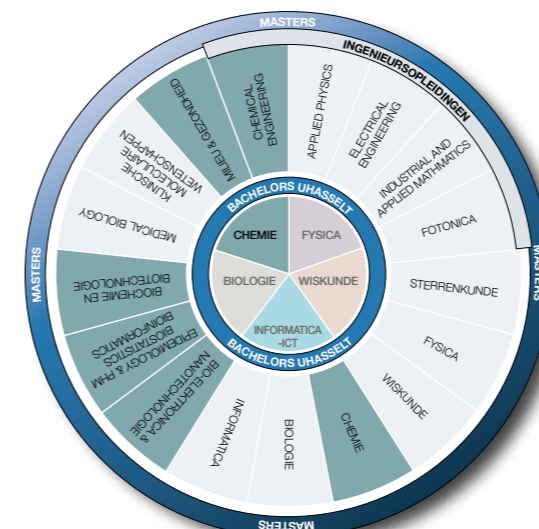 MASTERS
INGENIEURSOPLEIDINGEN
CHEMICAL
ENGINEERING
APPLIED PHYSICS
ELECTRICAL
ENGINEERING
INDUSTRIAL AND
APPLIED MATHMATICS
FOTONICA
STERRENKUNDE
FYSICA
WISKUNDE
CHEMIE
BIOLOGIE
INFORMATICA
BIO-ELEKTRONICA &
NANOTECHNOLOGIE
EPIDEMIOLOGY & PHM
BIOSTATISTICS
BIOINFORMATICS
BIOCHEMIE EN
BIOTECHNOLOGIE
MEDICAL BIOLOGY
KLINISCHE
MOLECULAIRE
WETENSCHAPPEN
MILIEU & GEZONDHEID
MASTERS
MASTERS
MASTERS
BACHELORS UHASSELT
CHEMIE
FYSICA
BIOLOGIE
WISKUNDE
INFORMATICA
-ICT
BACHELORS UHASSELT